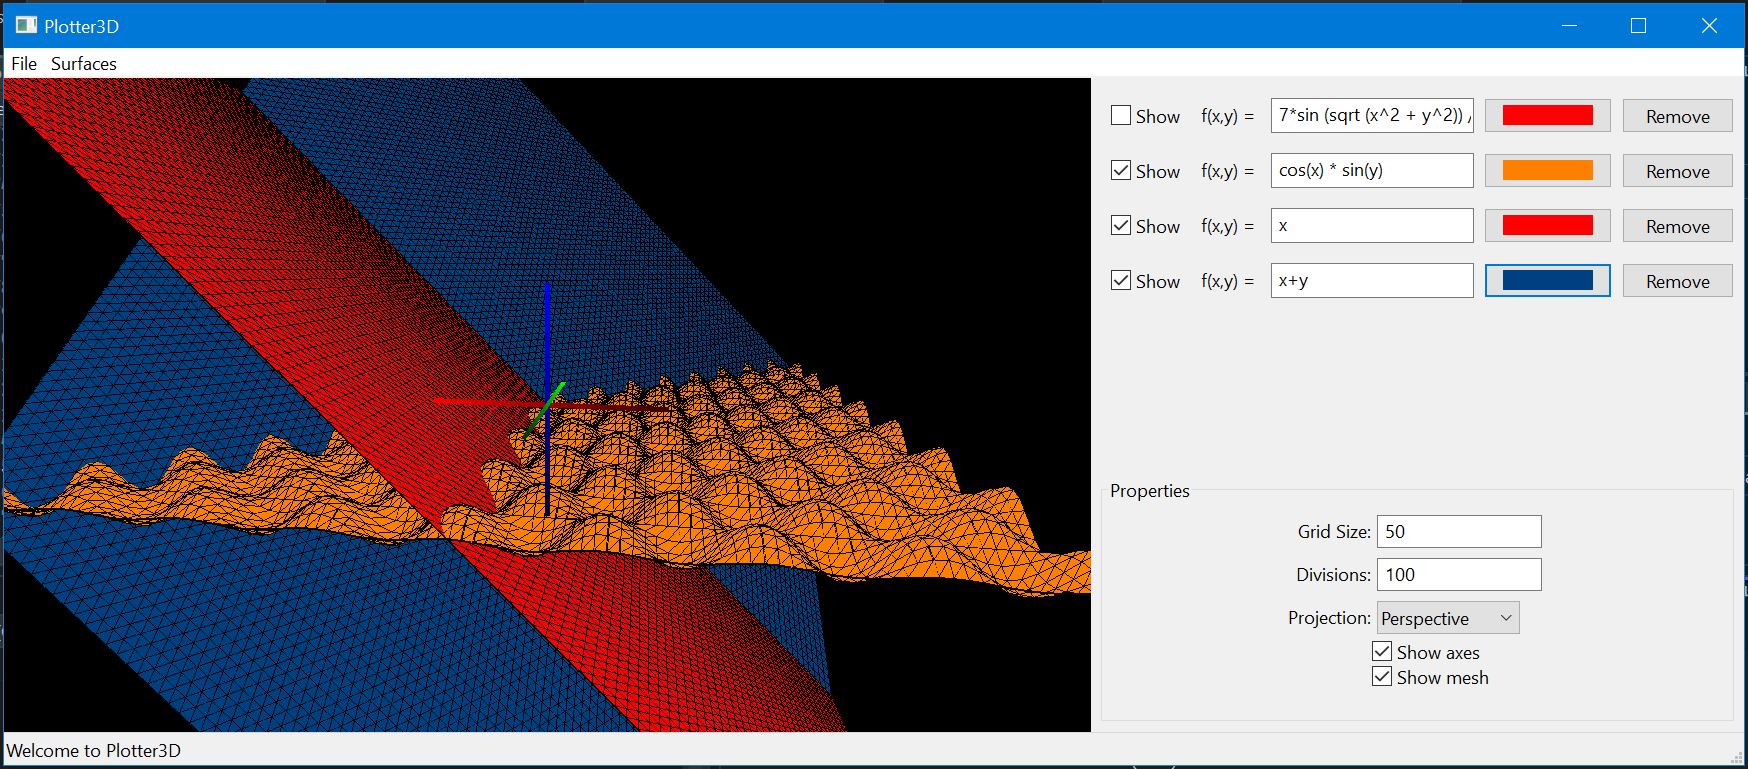 Plotter3D
File Surfaces
Show f(x,y) = 7*sin (sqrt (x^2 + y^2)) / Remove
Show f(x,y) = cos(x) * sin(y) Remove
Show f(x,y) = x Remove
Show f(x,y) = x+y Remove
Properties
Grid Size: 50
Divisions: 100
Projection: Perspective
Show axes
Show mesh
Welcome to Plotter3D